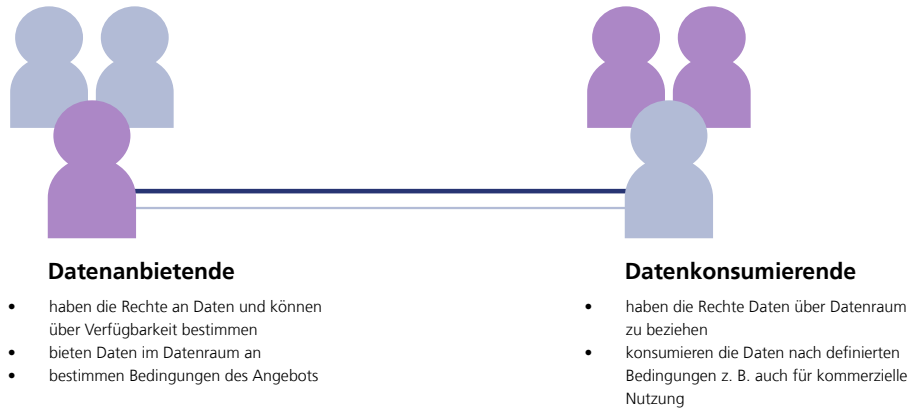 Datenanbietende
• haben die Rechte an Daten und können
über Verfügbarkeit bestimmen
• bieten Daten im Datenraum an
• bestimmen Bedingungen des Angebots
Datenkonsumierende
• haben die Rechte Daten über Datenraum
zu beziehen
• konsumieren die Daten nach definierten
Bedingungen z. B. auch für kommerzielle
Nutzung